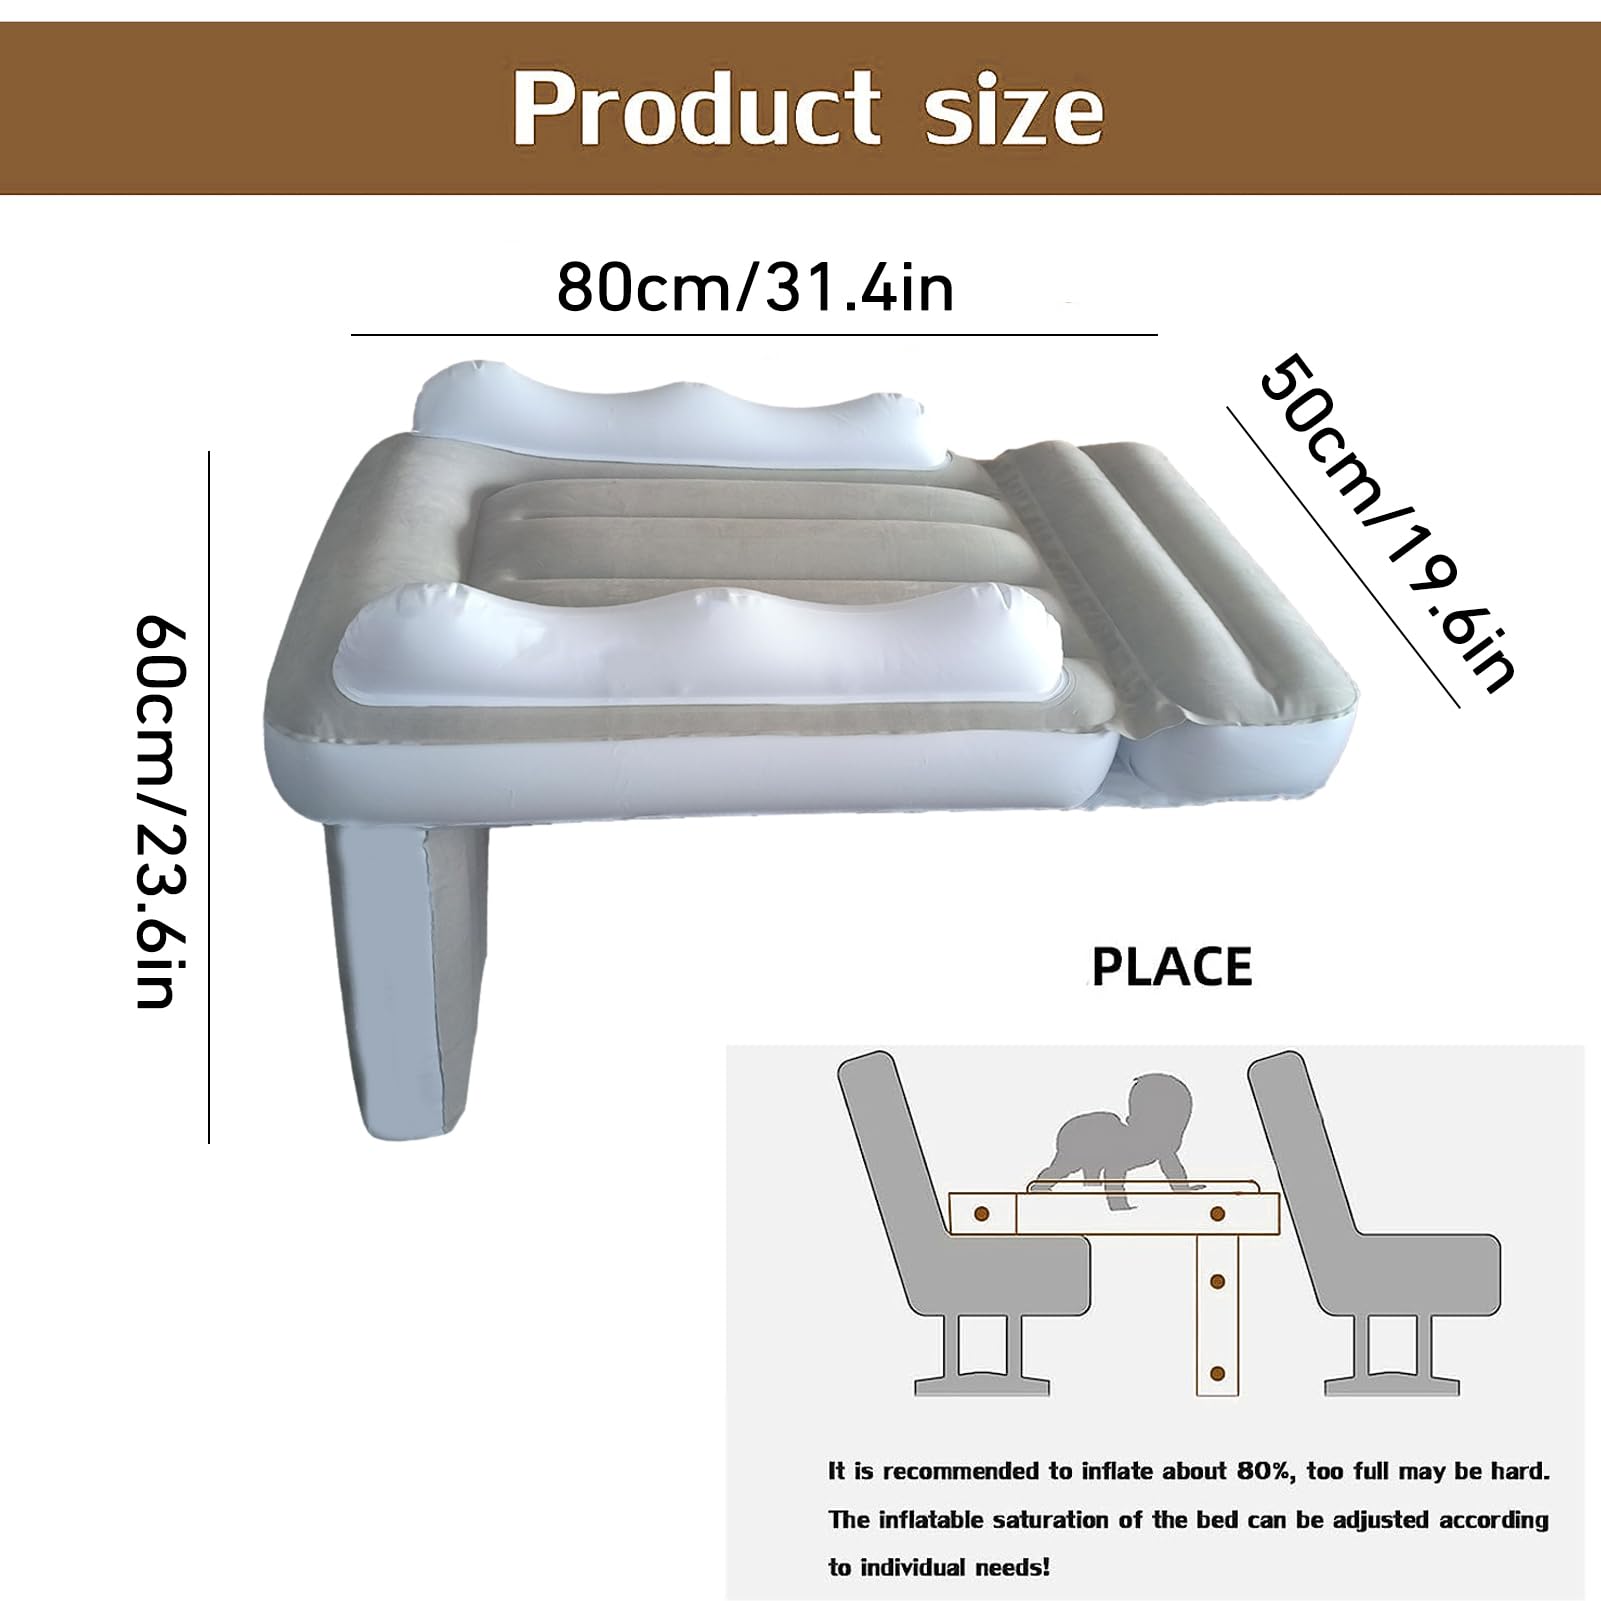 Product size
80cm/31.4in
50cm/19.6in
60cm/23.6in
PLACE
It is recommended to inflate about 80%, too full may be hard.
The inflatable saturation of the bed can be adjusted according
to individual needs!